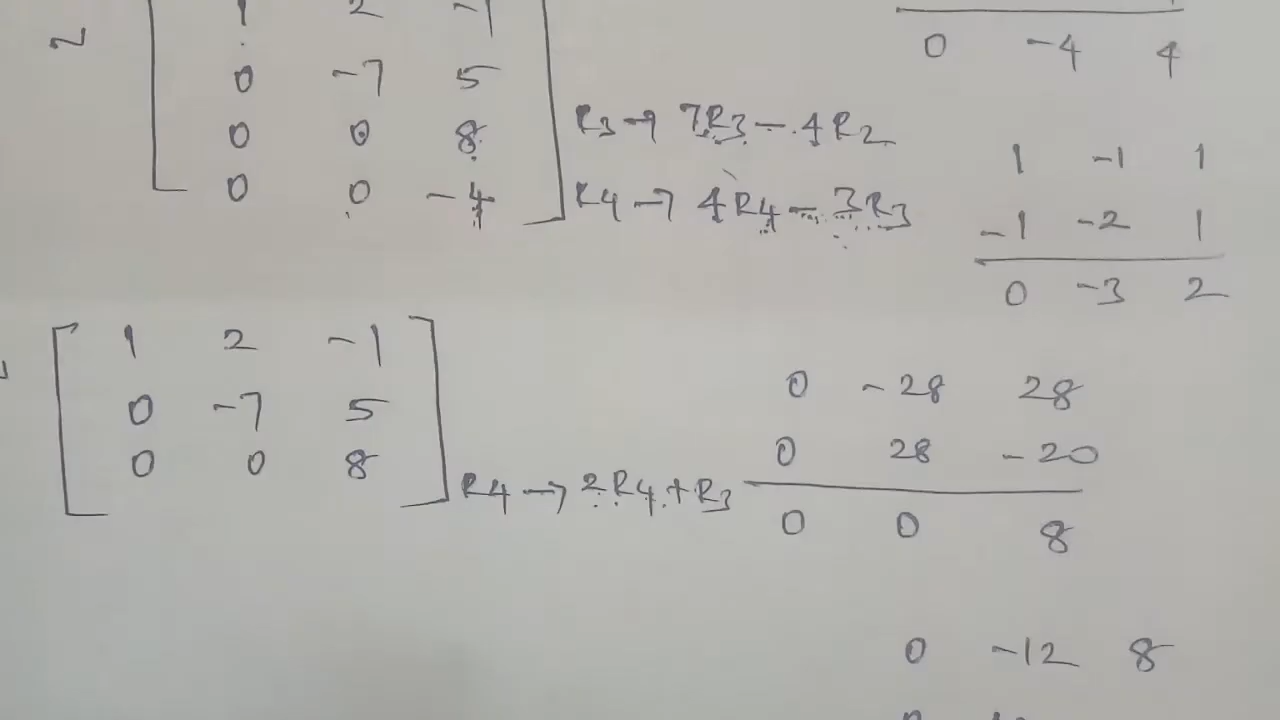 ~
1 2 -1
0 -7 5
0 0 8
0 0 -4
R3 → 7R3 - 4R2
R4 → 4R4 - 3R3
0 -4 4
1 -1 1
-1 -2 1
0 -3 2
1 2 -1
0 -7 5
0 0 8
R4 → 2R4 + R3
0 -28 28
0 28 -20
0 0 8
0 -12 8